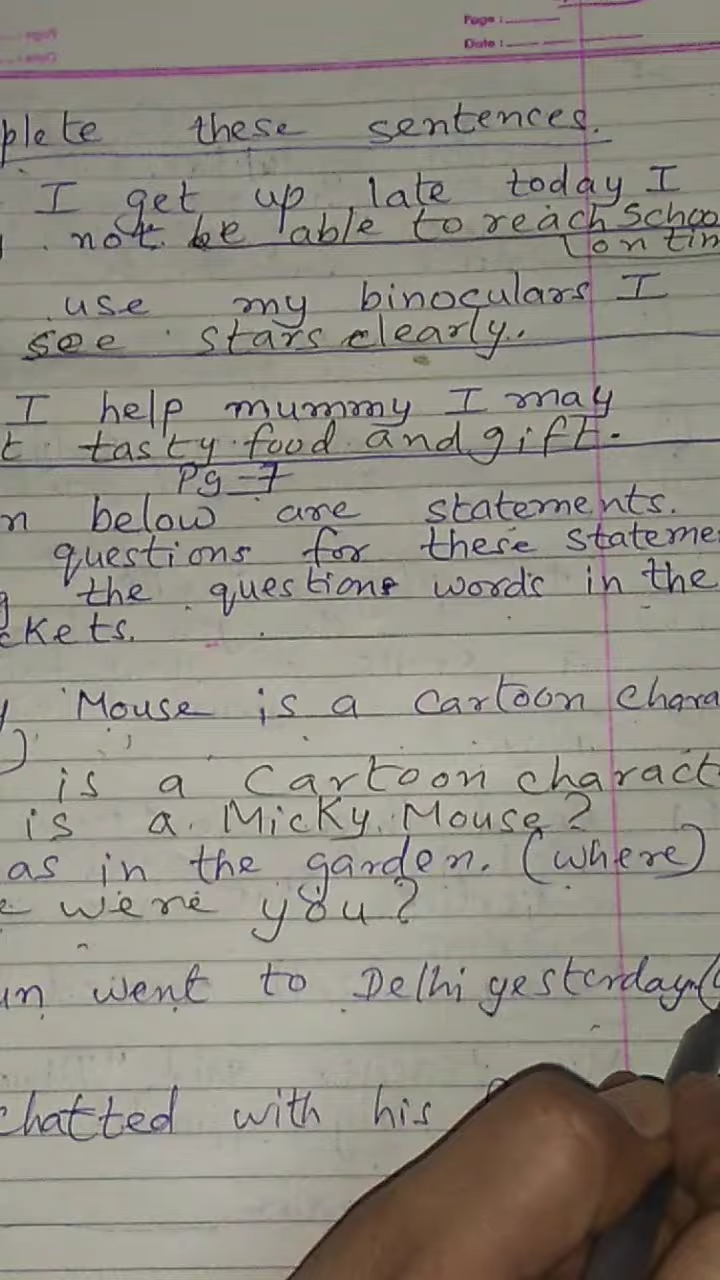 Page :
Date :
plete these sentences.
I get up late today I
not be able to reach Schoo
on tim
use my binoculars I
see stars clearly.
I help mummy I may
t tasty food and gift.
Pg-7
n below are statements.
questions for these stateme
g the questions words in the
ckets.
y Mouse is a cartoon chara
is a Cartoon charact
is a Micky Mouse?
as in the garden. (where)
e were you?
un went to Delhi yesterday (
chatted with his